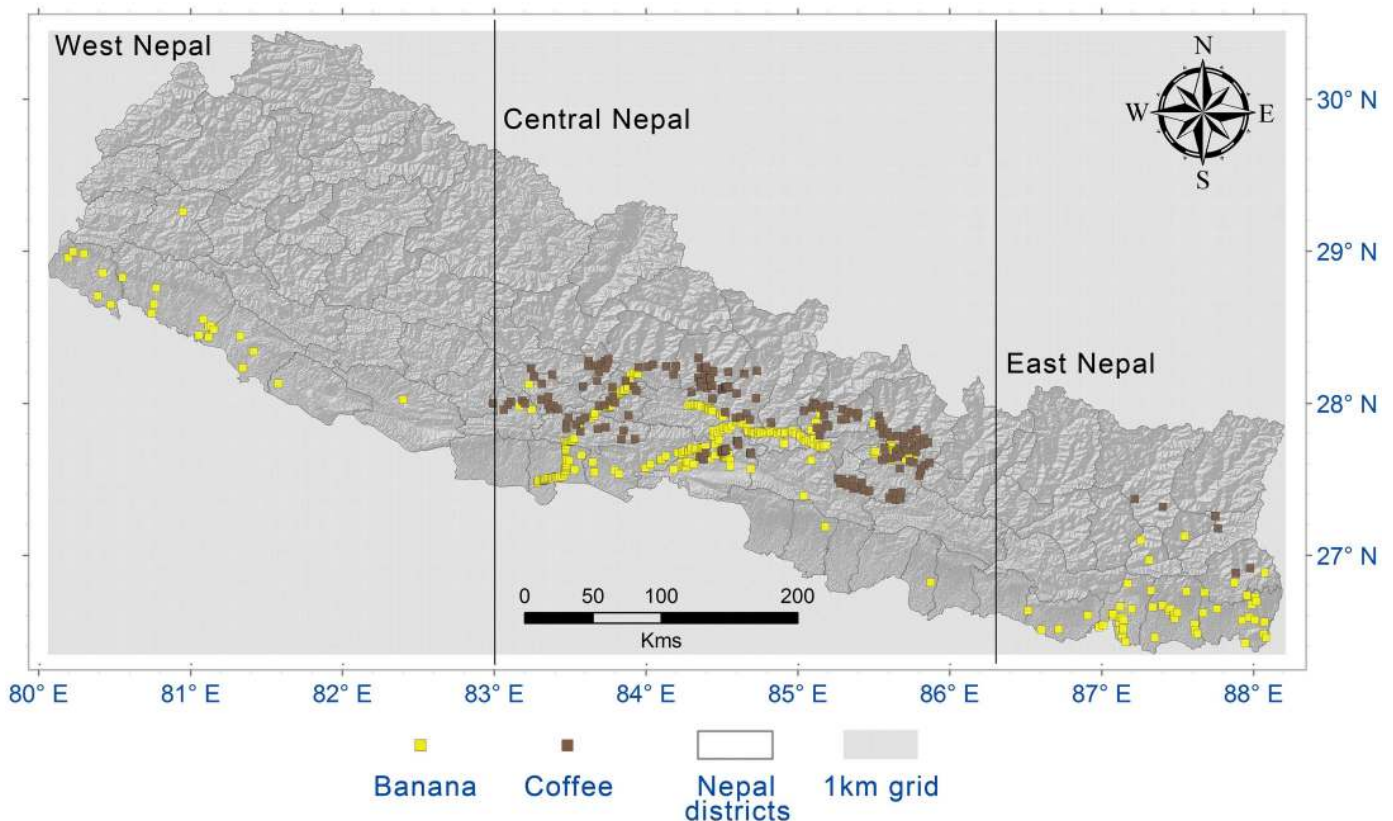 West Nepal
Central Nepal
East Nepal
N
W E
S
30° N
29° N
28° N
27° N
0 50 100 200
Kms
80° E 81° E 82° E 83° E 84° E 85° E 86° E 87° E 88° E
Banana Coffee Nepal districts 1km grid